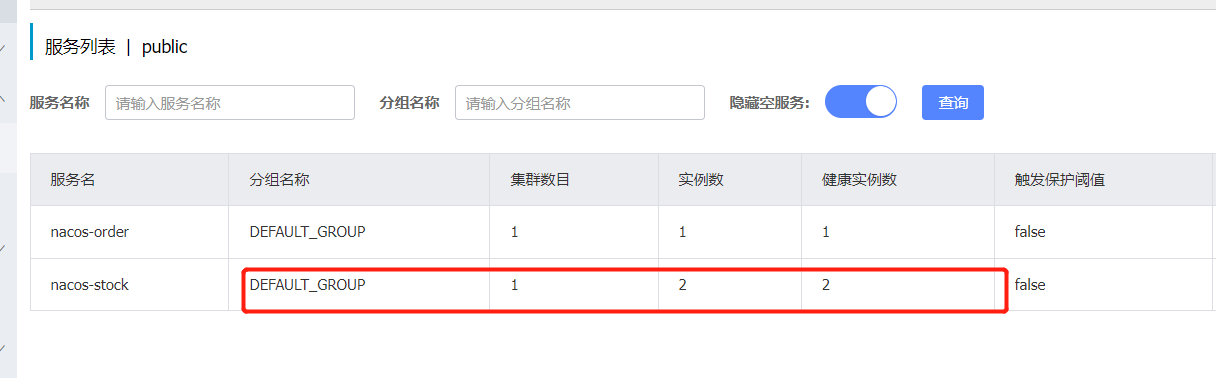 服务列表 | public
服务名称 请输入服务名称 分组名称 请输入分组名称 隐藏空服务: 查询
服务名 分组名称 集群数目 实例数 健康实例数 触发保护阈值
nacos-order DEFAULT_GROUP 1 1 1 false
nacos-stock DEFAULT_GROUP 1 2 2 false